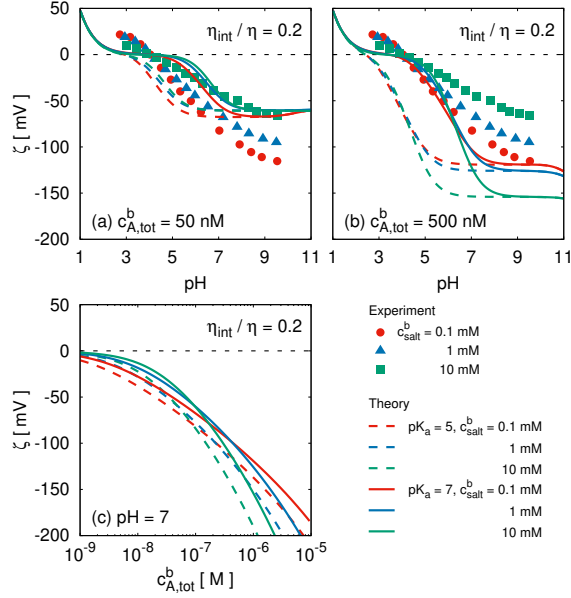 50
0
-50
-100
-150
-200
ζ [ mV ]
η_int / η = 0.2
(a) c^b_A,tot = 50 nM
1 3 5 7 9 11
pH
η_int / η = 0.2
(b) c^b_A,tot = 500 nM
1 3 5 7 9 11
pH
50
0
-50
-100
-150
-200
ζ [ mV ]
η_int / η = 0.2
(c) pH = 7
10^-9 10^-8 10^-7 10^-6 10^-5
c^b_A,tot [ M ]
Experiment
c^b_salt = 0.1 mM
1 mM
10 mM
Theory
pK_a = 5, c^b_salt = 0.1 mM
1 mM
10 mM
pK_a = 7, c^b_salt = 0.1 mM
1 mM
10 mM